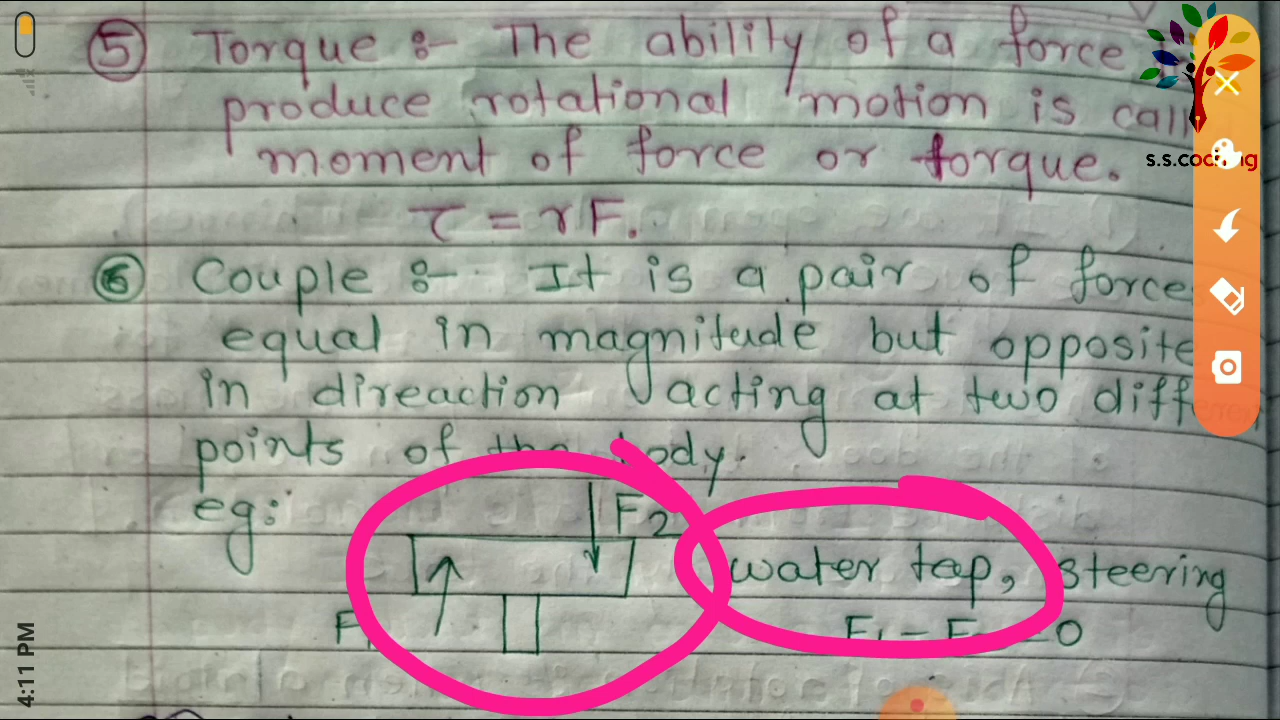 ⑤ Torque :- The ability of a force
produce rotational motion is call
moment of force or torque.
τ = rF.
⑥ Couple :- It is a pair of force
equal in magnitude but opposite
in direaction acting at two diff
points of the body.
eg:
F2
water tap, steering
F1
F1 -
0
s.s.co
4:11 PM